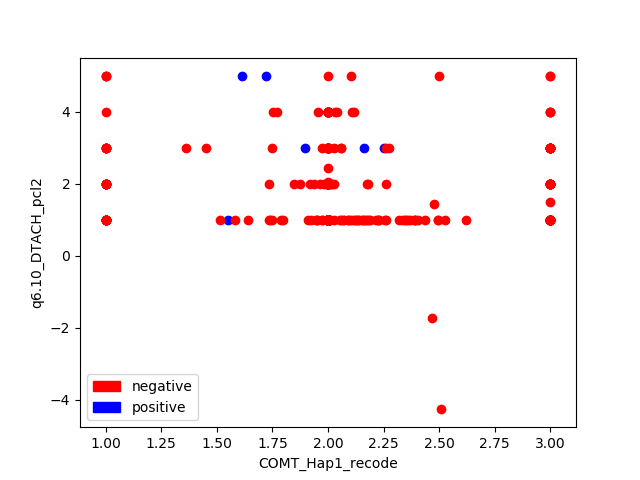 4
2
0
−2
−4
q6.10_DTACH_pcl2
negative
positive
1.00 1.25 1.50 1.75 2.00 2.25 2.50 2.75 3.00
COMT_Hap1_recode